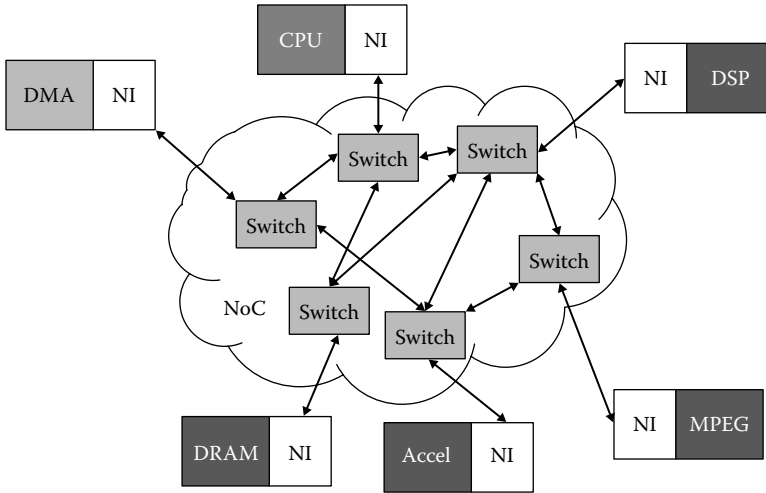 CPU NI
DMA NI
NI DSP
Switch
Switch
Switch
Switch
NoC
Switch
Switch
NI MPEG
DRAM NI
Accel NI